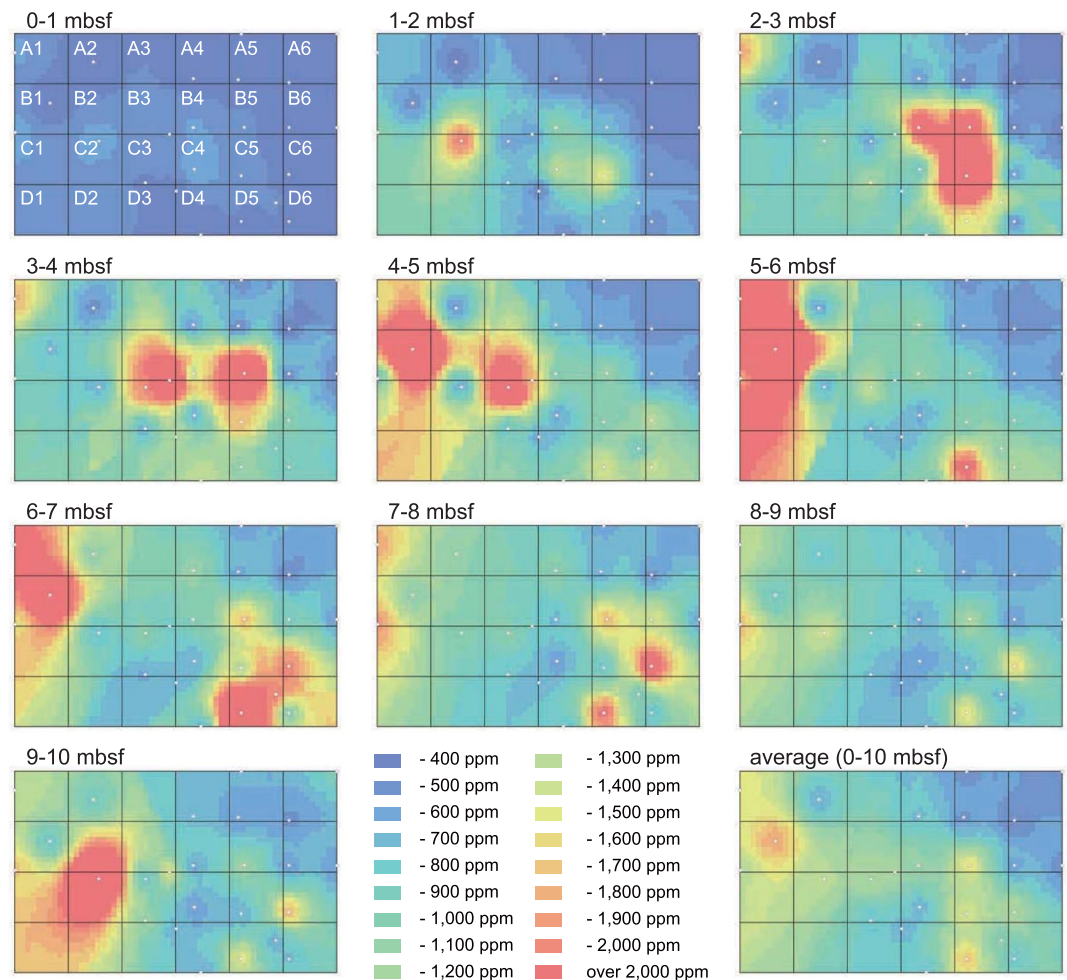 0-1 mbsf
1-2 mbsf
2-3 mbsf
A1 A2 A3 A4 A5 A6
B1 B2 B3 B4 B5 B6
C1 C2 C3 C4 C5 C6
D1 D2 D3 D4 D5 D6
3-4 mbsf
4-5 mbsf
5-6 mbsf
6-7 mbsf
7-8 mbsf
8-9 mbsf
9-10 mbsf
- 400 ppm
- 500 ppm
- 600 ppm
- 700 ppm
- 800 ppm
- 900 ppm
- 1,000 ppm
- 1,100 ppm
- 1,200 ppm
- 1,300 ppm
- 1,400 ppm
- 1,500 ppm
- 1,600 ppm
- 1,700 ppm
- 1,800 ppm
- 1,900 ppm
- 2,000 ppm
over 2,000 ppm
average (0-10 mbsf)